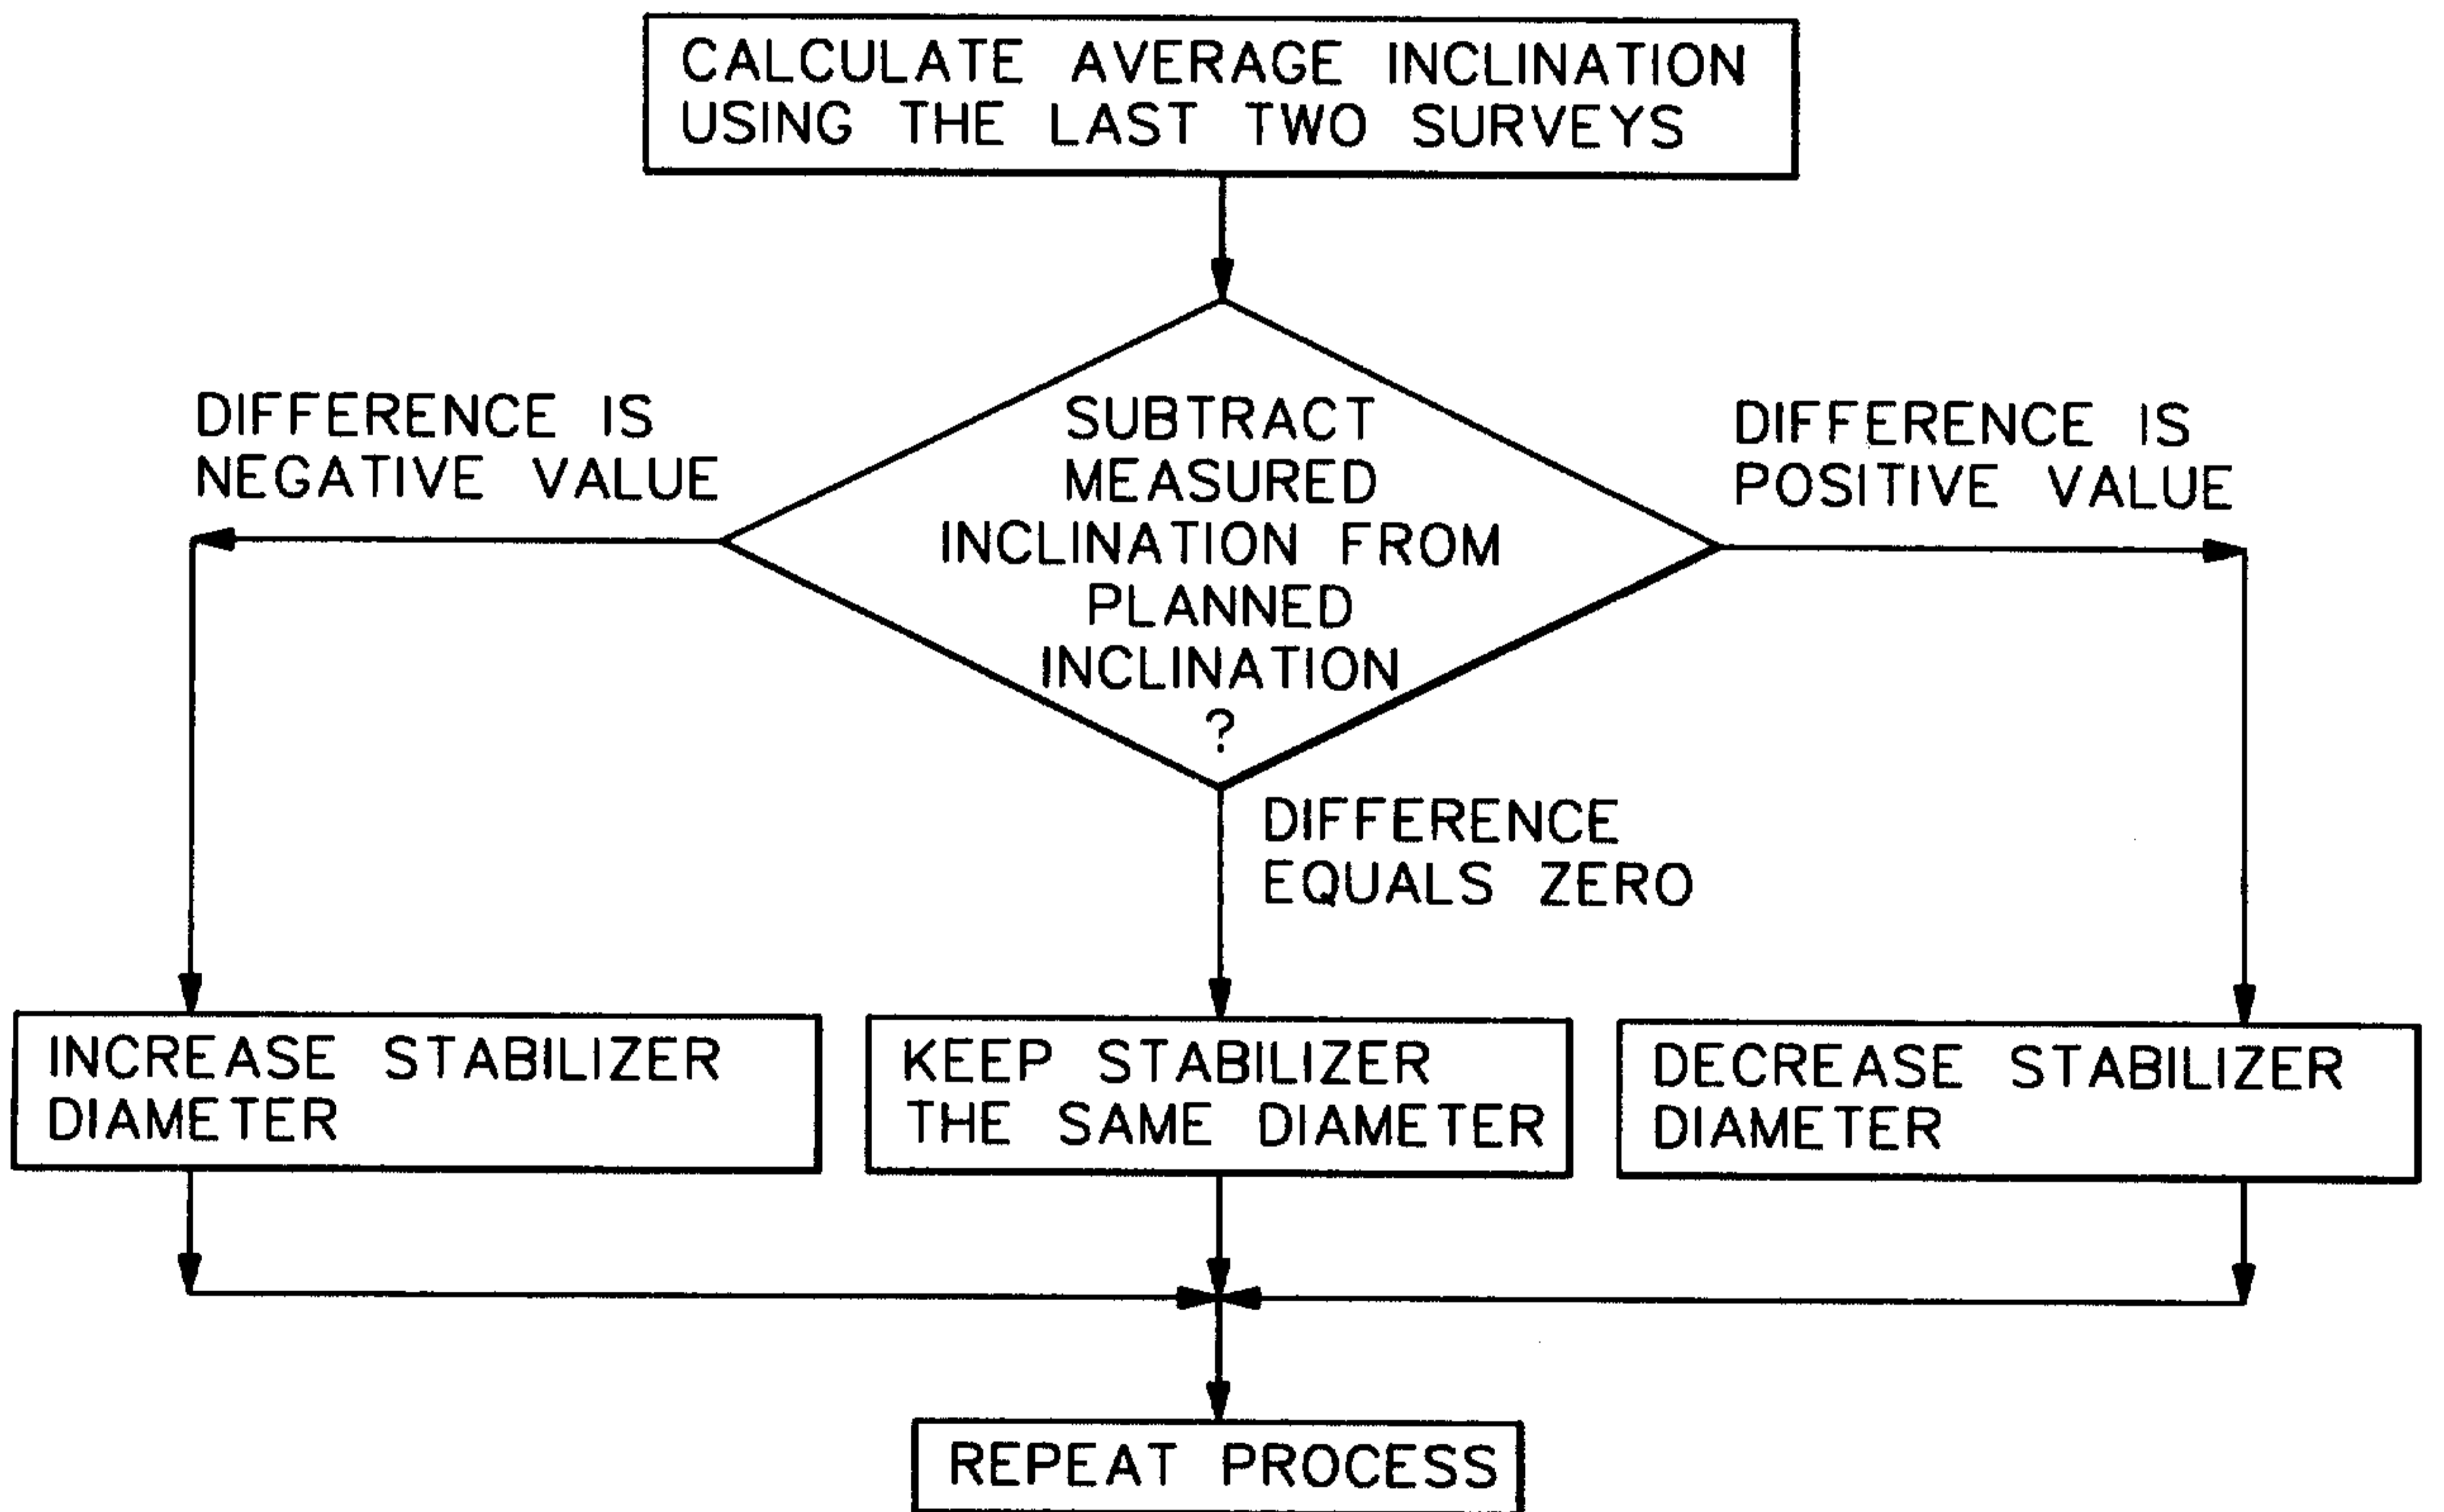 CALCULATE AVERAGE INCLINATION
USING THE LAST TWO SURVEYS
SUBTRACT
MEASURED
INCLINATION FROM
PLANNED
INCLINATION
?
DIFFERENCE IS
NEGATIVE VALUE
DIFFERENCE IS
POSITIVE VALUE
DIFFERENCE
EQUALS ZERO
INCREASE STABILIZER
DIAMETER
KEEP STABILIZER
THE SAME DIAMETER
DECREASE STABILIZER
DIAMETER
REPEAT PROCESS